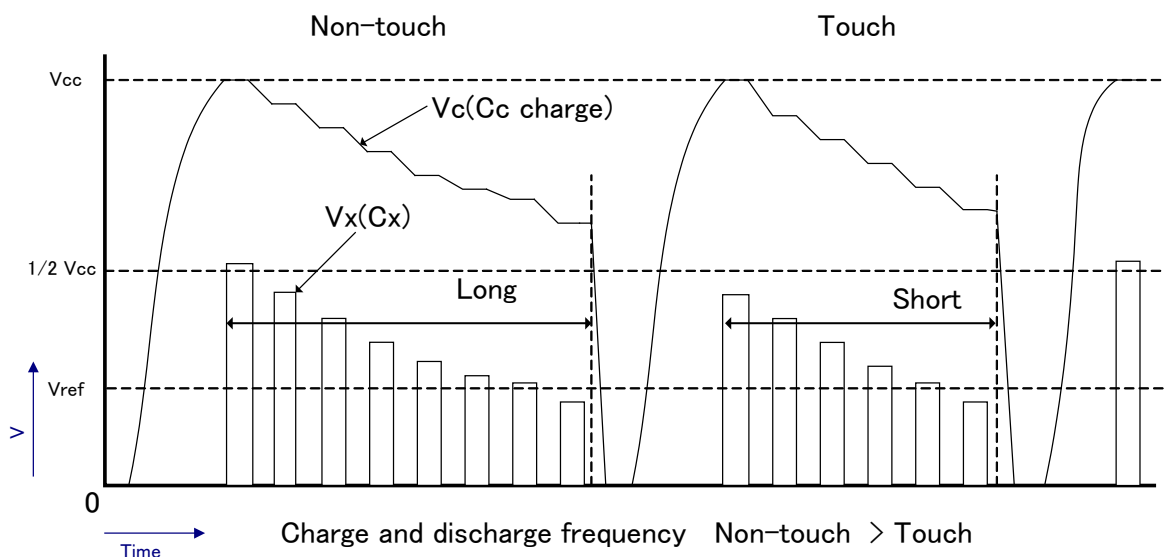 Non-touch
Touch
Vcc
Vc(Cc charge)
Vx(Cx)
1/2 Vcc
Long
Short
Vref
V
0
Time
Charge and discharge frequency Non-touch > Touch